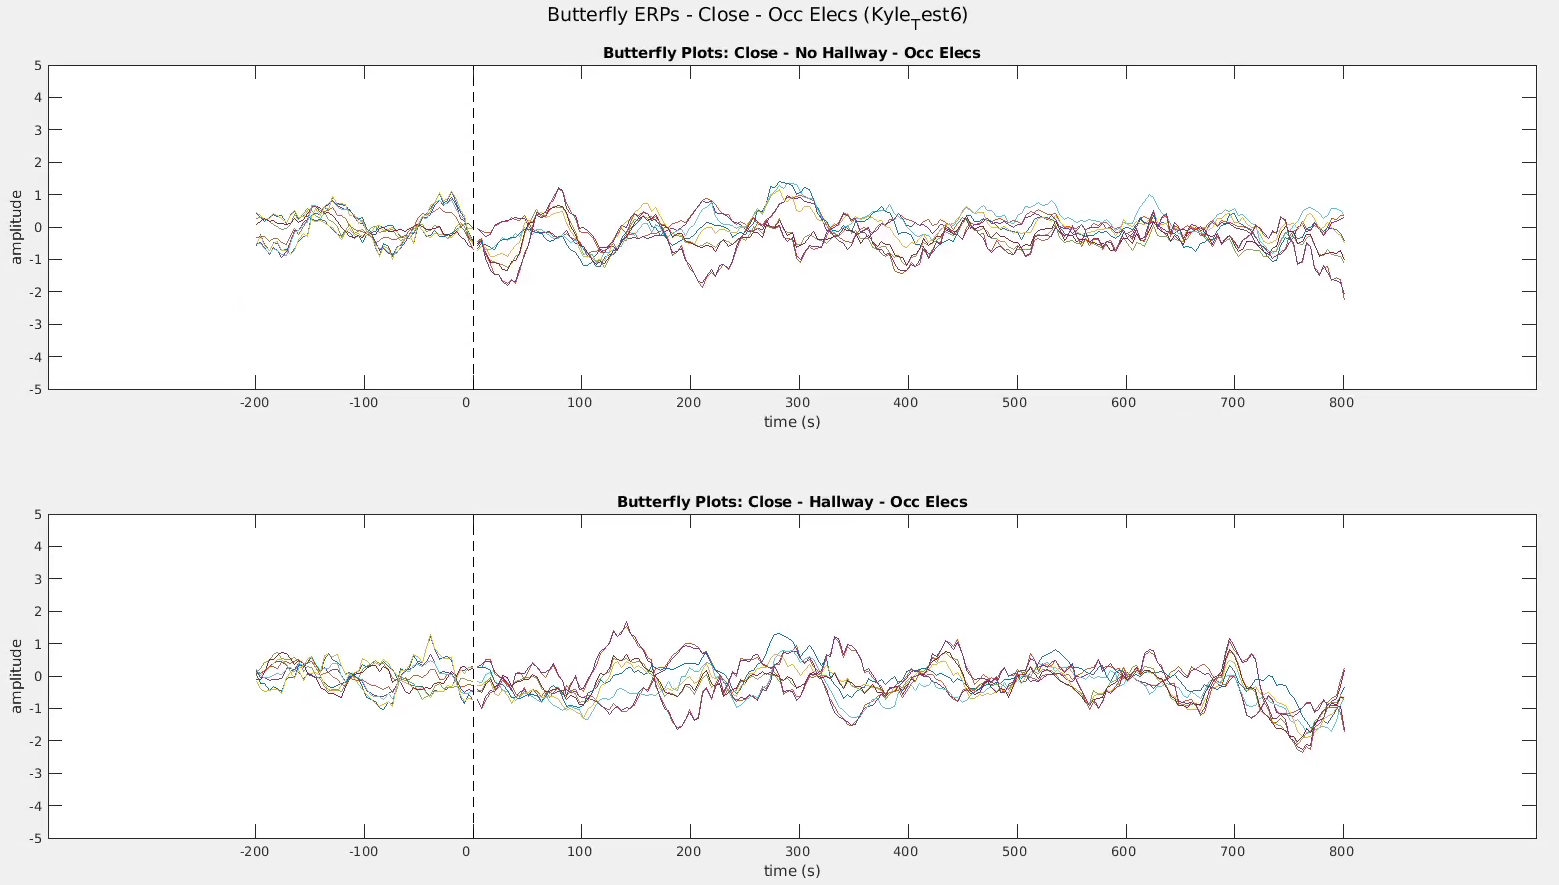 Butterfly ERPs - Close - Occ Elecs (Kyle_Test6)
Butterfly Plots: Close - No Hallway - Occ Elecs
5
4
3
2
1
0
-1
-2
-3
-4
-5
amplitude
-200 -100 0 100 200 300 400 500 600 700 800
time (s)
Butterfly Plots: Close - Hallway - Occ Elecs
5
4
3
2
1
0
-1
-2
-3
-4
-5
amplitude
-200 -100 0 100 200 300 400 500 600 700 800
time (s)